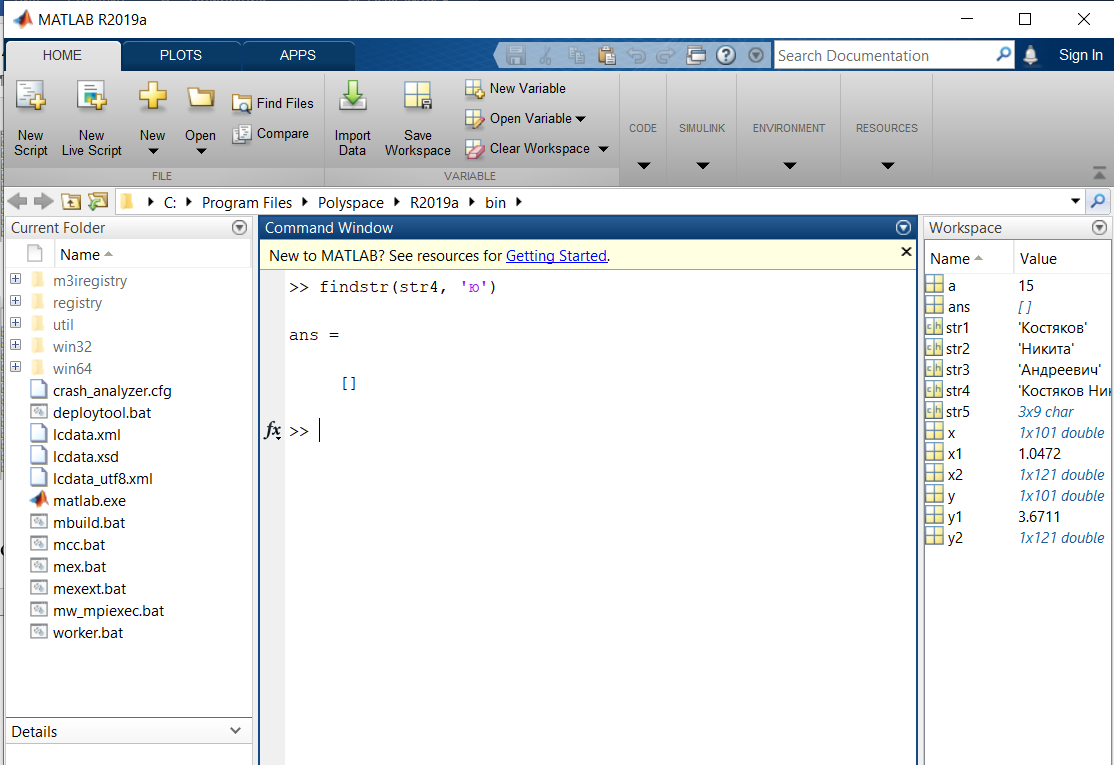 MATLAB R2019a
HOME PLOTS APPS
Search Documentation
Sign In
New Script
New Live Script
New
Open
Find Files
Compare
Import Data
Save Workspace
New Variable
Open Variable
Clear Workspace
CODE SIMULINK ENVIRONMENT RESOURCES
FILE VARIABLE
C: Program Files Polyspace R2019a bin
Current Folder
Name
m3iregistry
registry
util
win32
win64
crash_analyzer.cfg
deploytool.bat
lcdata.xml
lcdata.xsd
lcdata_utf8.xml
matlab.exe
mbuild.bat
mcc.bat
mex.bat
mexext.bat
mw_mpiexec.bat
worker.bat
Details
Command Window
New to MATLAB? See resources for Getting Started.
>> findstr(str4, 'ю')
ans =
[]
fx >>
Workspace
Name Value
a 15
ans []
str1 'Костяков'
str2 'Никита'
str3 'Андреевич'
str4 'Костяков Ник
str5 3x9 char
x 1x101 double
x1 1.0472
x2 1x121 double
y 1x101 double
y1 3.6711
y2 1x121 double